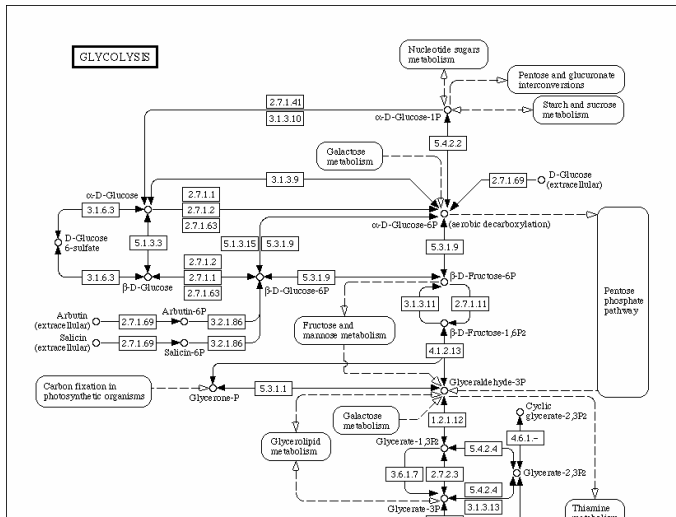 GLYCOLYSIS
Nucleotide sugars
metabolism
Pentose and glucuronate
interconversions
Starch and sucrose
metabolism
2.7.1.41
3.1.3.10
α-D-Glucose-1P
5.4.2.2
Galactose
metabolism
3.1.3.9
2.7.1.69
D-Glucose
(extracellular)
α-D-Glucose
3.1.6.3
2.7.1.1
2.7.1.2
2.7.1.63
α-D-Glucose-6P
(aerobic decarboxylation)
D-Glucose
6-sulfate
5.1.3.3
5.3.1.9
5.1.3.15
5.3.1.9
3.1.6.3
2.7.1.2
2.7.1.1
2.7.1.63
5.3.1.9
β-D-Glucose
β-D-Glucose-6P
β-D-Fructose-6P
Pentose
phosphate
pathway
3.1.3.11
2.7.1.11
Arbutin
(extracellular)
2.7.1.69
Arbutin-6P
3.2.1.86
Salicin
(extracellular)
2.7.1.69
Salicin-6P
3.2.1.86
Fructose and
mannose metabolism
β-D-Fructose-1,6P2
4.1.2.13
Carbon fixation in
photosynthetic organisms
Glycerone-P
5.3.1.1
Glyceraldehyde-3P
Galactose
metabolism
1.2.1.12
Cyclic
glycerate-2,3P2
4.6.1.-
Glycerolipid
metabolism
Glycerate-1,3P2
5.4.2.4
3.6.1.7
2.7.2.3
Glycerate-2,3P2
5.4.2.4
3.1.3.13
Glycerate-3P
Thiamine
metabolism